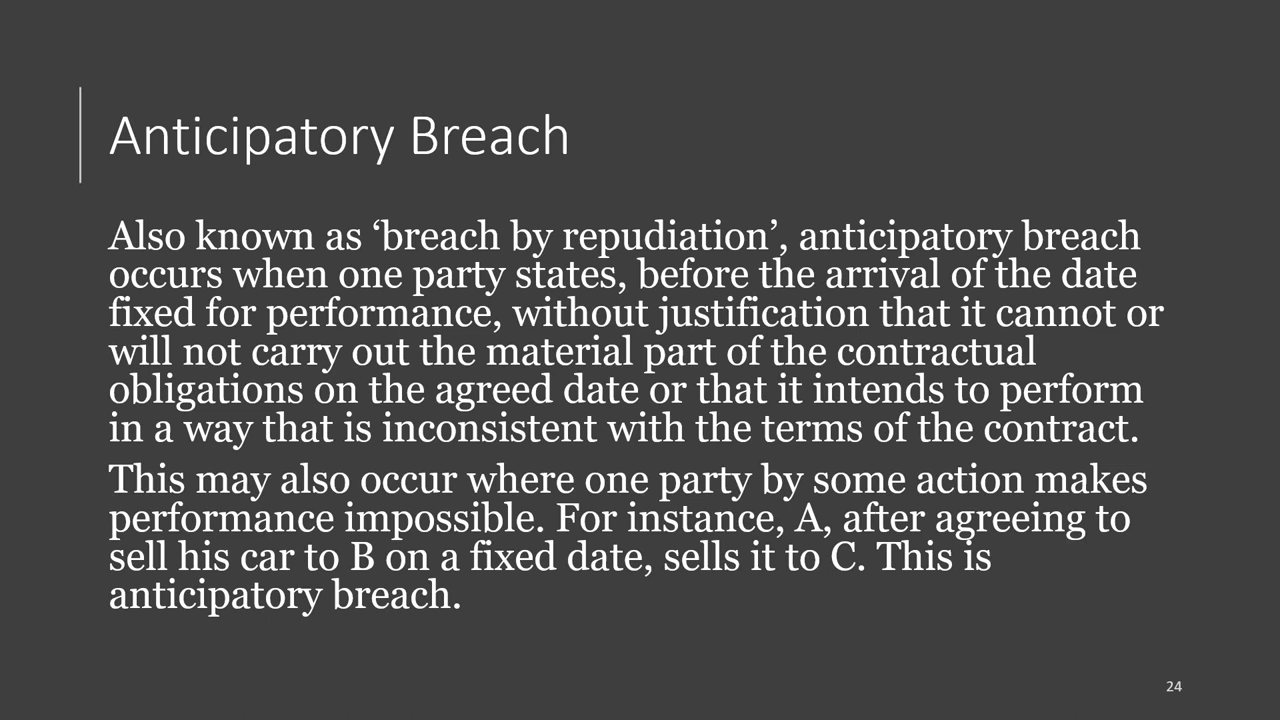 Anticipatory Breach
Also known as ‘breach by repudiation’, anticipatory breach
occurs when one party states, before the arrival of the date
fixed for performance, without justification that it cannot or
will not carry out the material part of the contractual
obligations on the agreed date or that it intends to perform
in a way that is inconsistent with the terms of the contract.
This may also occur where one party by some action makes
performance impossible. For instance, A, after agreeing to
sell his car to B on a fixed date, sells it to C. This is
anticipatory breach.
24